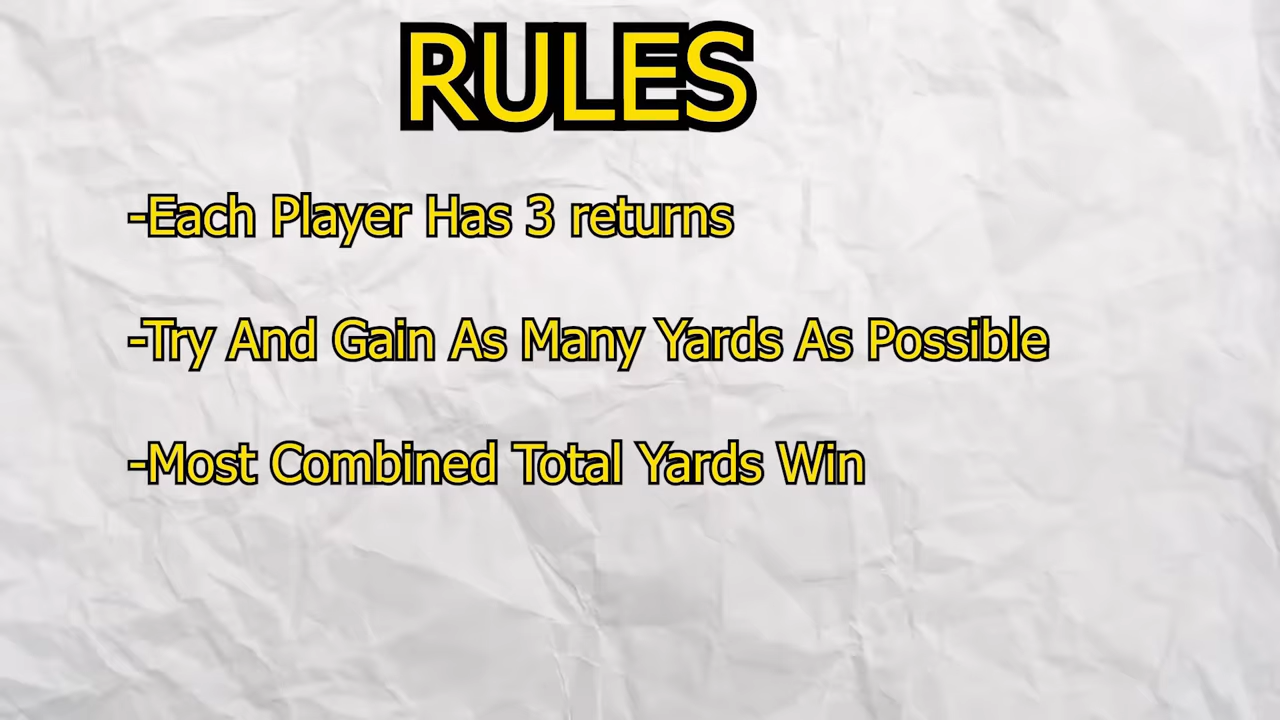 RULES
-Each Player Has 3 returns
-Try And Gain As Many Yards As Possible
-Most Combined Total Yards Win